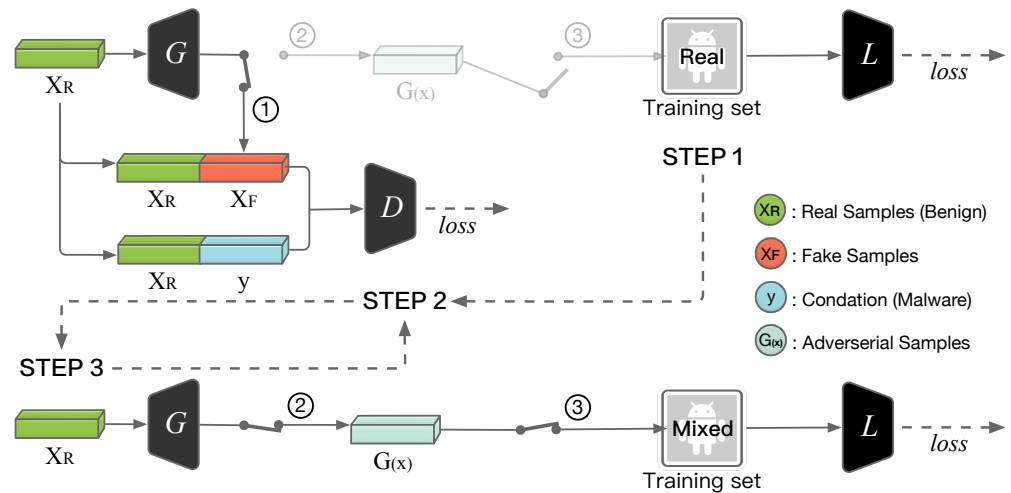 G
②
③
Real
L
loss
XR
G(x)
Training set
①
STEP 1
XR
XF
D
loss
XR
y
XR : Real Samples (Benign)
XF : Fake Samples
y : Condation (Malware)
G(x) : Adverserial Samples
STEP 2
STEP 3
G
②
③
Mixed
L
loss
XR
G(x)
Training set